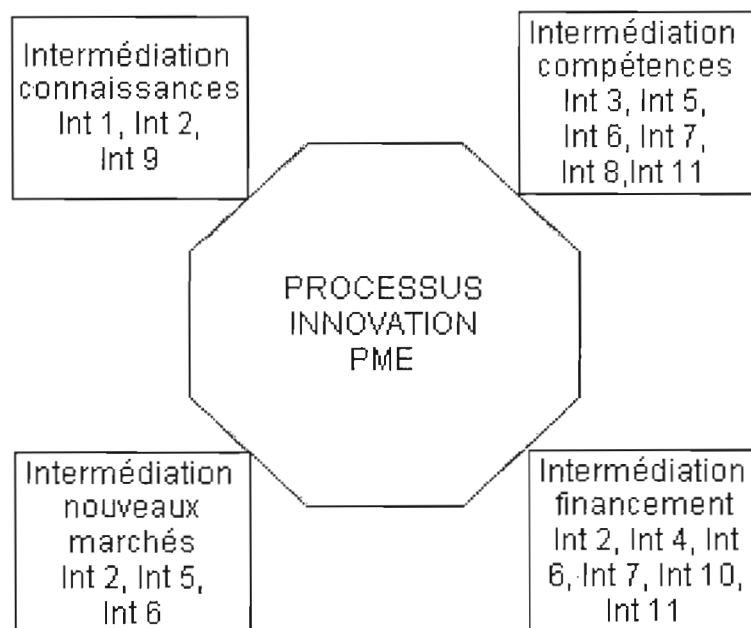 Intermédiation
connaissances
Int 1, Int 2,
Int 9
Intermédiation
compétences
Int 3, Int 5,
Int 6, Int 7,
Int 8,Int 11
PROCESSUS
INNOVATION
PME
Intermédiation
nouveaux
marchés
Int 2, Int 5,
Int 6
Intermédiation
financement
Int 2, Int 4, Int
6, Int 7, Int 10,
Int 11